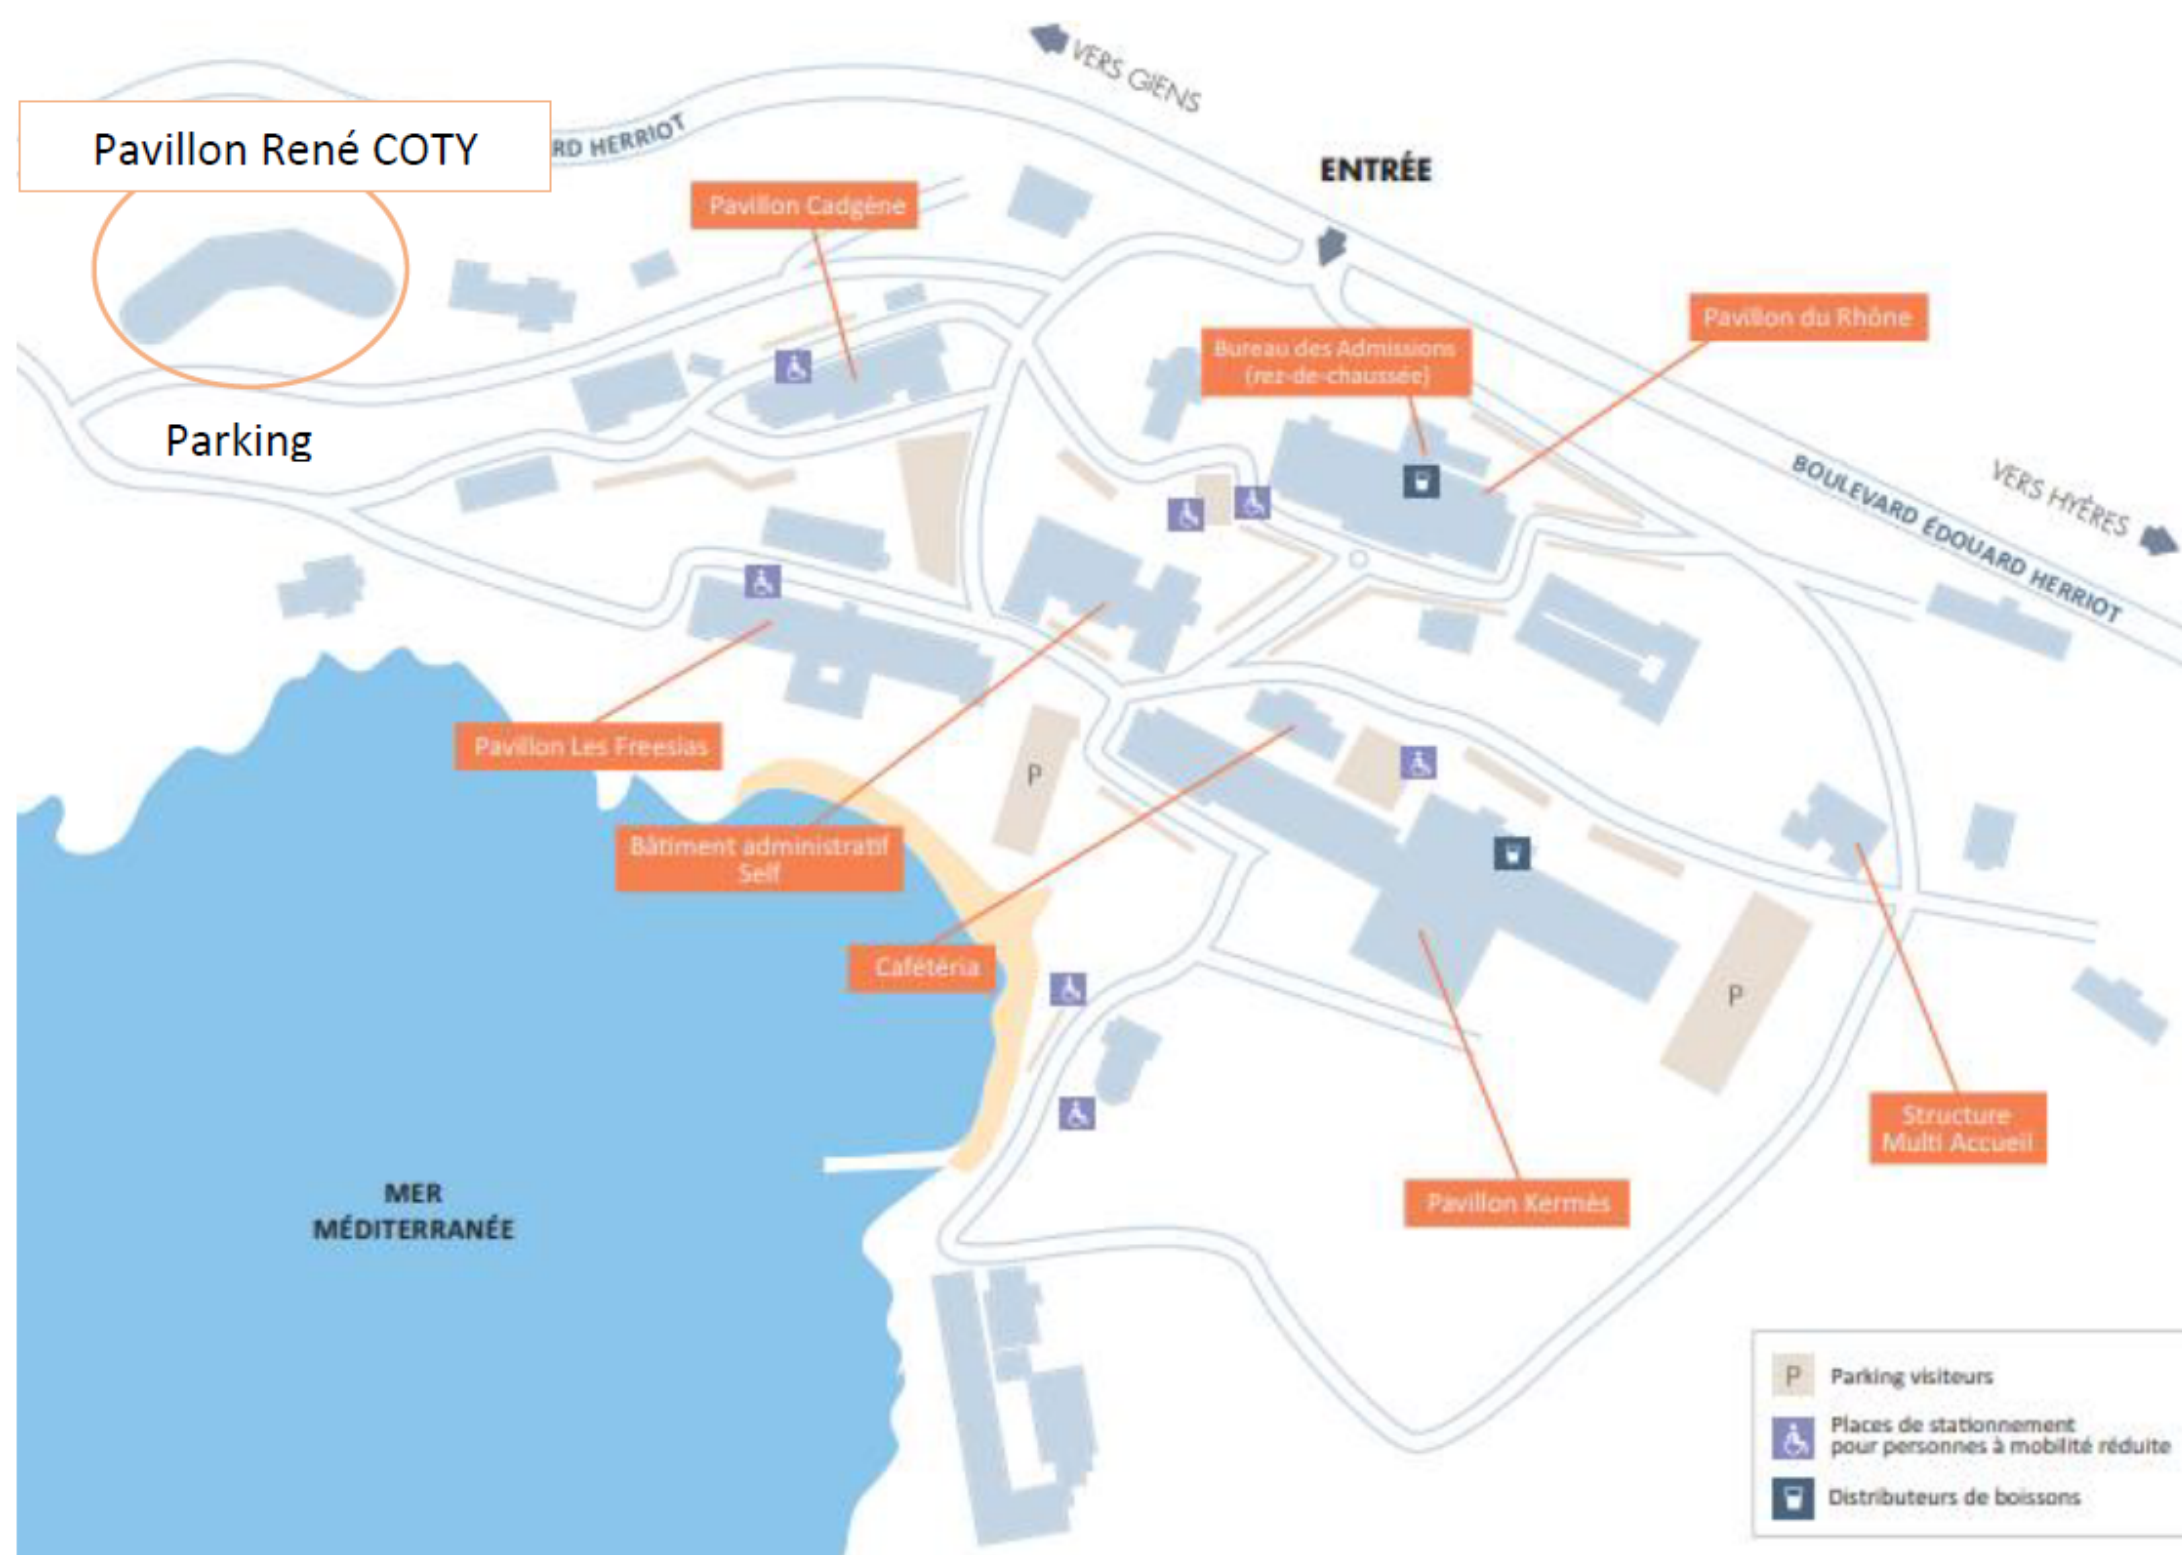 VERS GIENS
Pavillon René COTY
RD HERRIOT
ENTRÉE
Pavillon Cadgène
Pavillon du Rhône
Bureau des Admissions
(rez-de-chaussée)
Parking
VERS HYÈRES
BOULEVARD ÉDOUARD HERRIOT
Pavillon Les Freesias
P
Bâtiment administratif
Self
Cafétéria
P
Structure
Multi Accueil
Pavillon Kermès
MER
MÉDITERRANÉE
P Parking visiteurs
Places de stationnement
pour personnes à mobilité réduite
Distributeurs de boissons